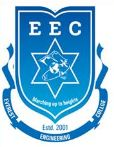 EEC
Marching up to heights
Estd. 2001
EVEREST
ENGINEERING
COLLEGE